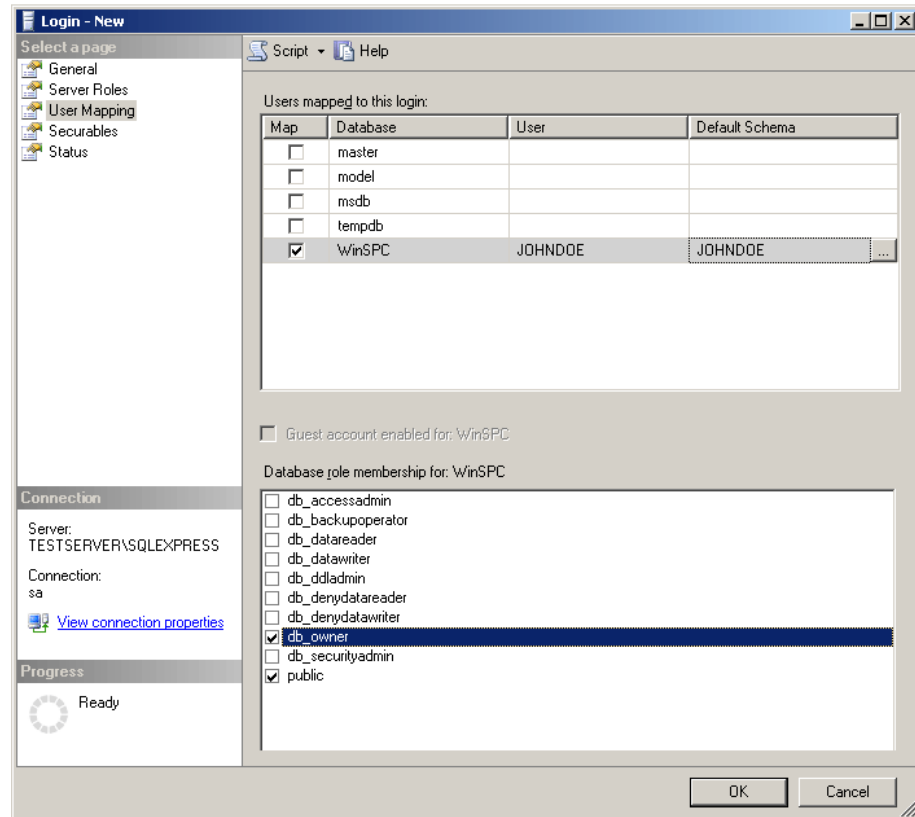 Login - New
Select a page
General
Server Roles
User Mapping
Securables
Status
Script
Help
Users mapped to this login:
Map Database User Default Schema
master
model
msdb
tempdb
WinSPC JOHNDOE JOHNDOE ...
Guest account enabled for: WinSPC
Database role membership for: WinSPC
db_accessadmin
db_backupoperator
db_datareader
db_datawriter
db_ddladmin
db_denydatareader
db_denydatawriter
db_owner
db_securityadmin
public
Connection
Server:
TESTSERVER\SQLEXPRESS
Connection:
sa
View connection properties
Progress
Ready
OK Cancel